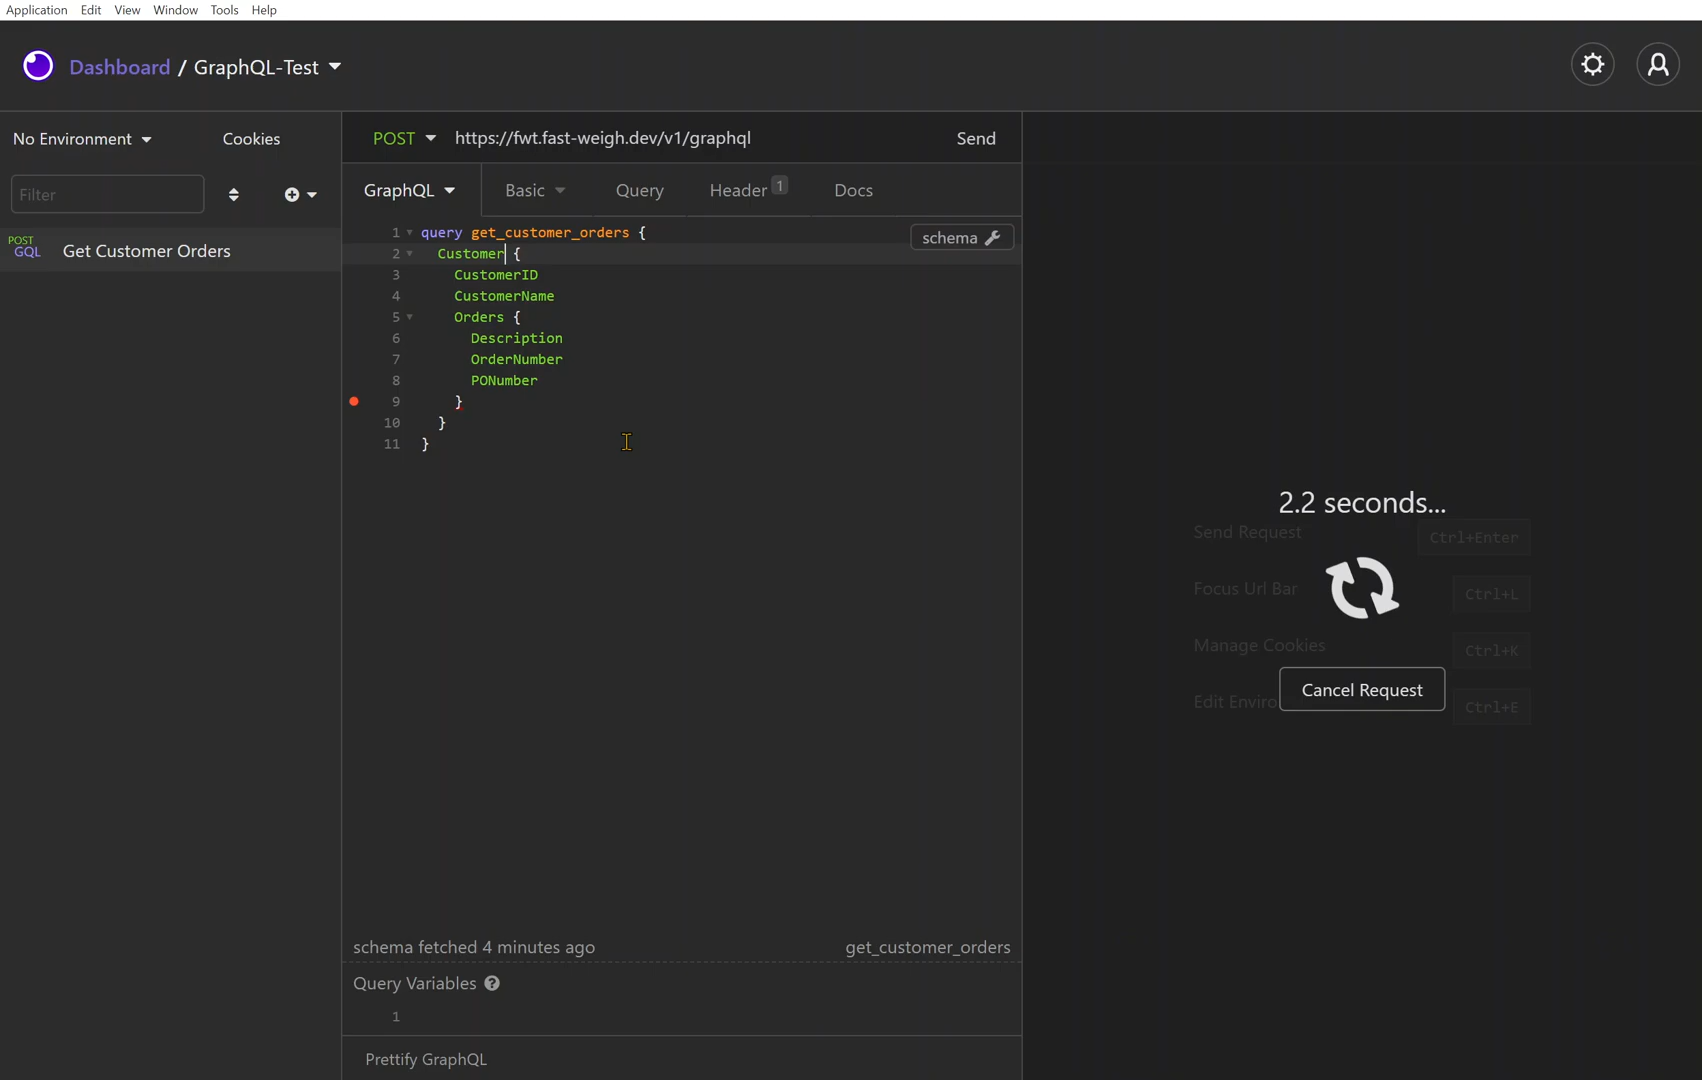 Application Edit View Window Tools Help
Dashboard / GraphQL-Test
No Environment Cookies POST https://fwt.fast-weigh.dev/v1/graphql Send
Filter
GraphQL Basic Query Header 1 Docs
POST
GQL Get Customer Orders
schema
1 query get_customer_orders {
2 Customer {
3 CustomerID
4 CustomerName
5 Orders {
6 Description
7 OrderNumber
8 PONumber
9 }
10 }
11 }
2.2 seconds...
Send Request Ctrl+Enter
Focus Url Bar Ctrl+L
Manage Cookies Ctrl+K
Cancel Request
Edit Enviro Ctrl+E
schema fetched 4 minutes ago get_customer_orders
Query Variables ?
1
Prettify GraphQL